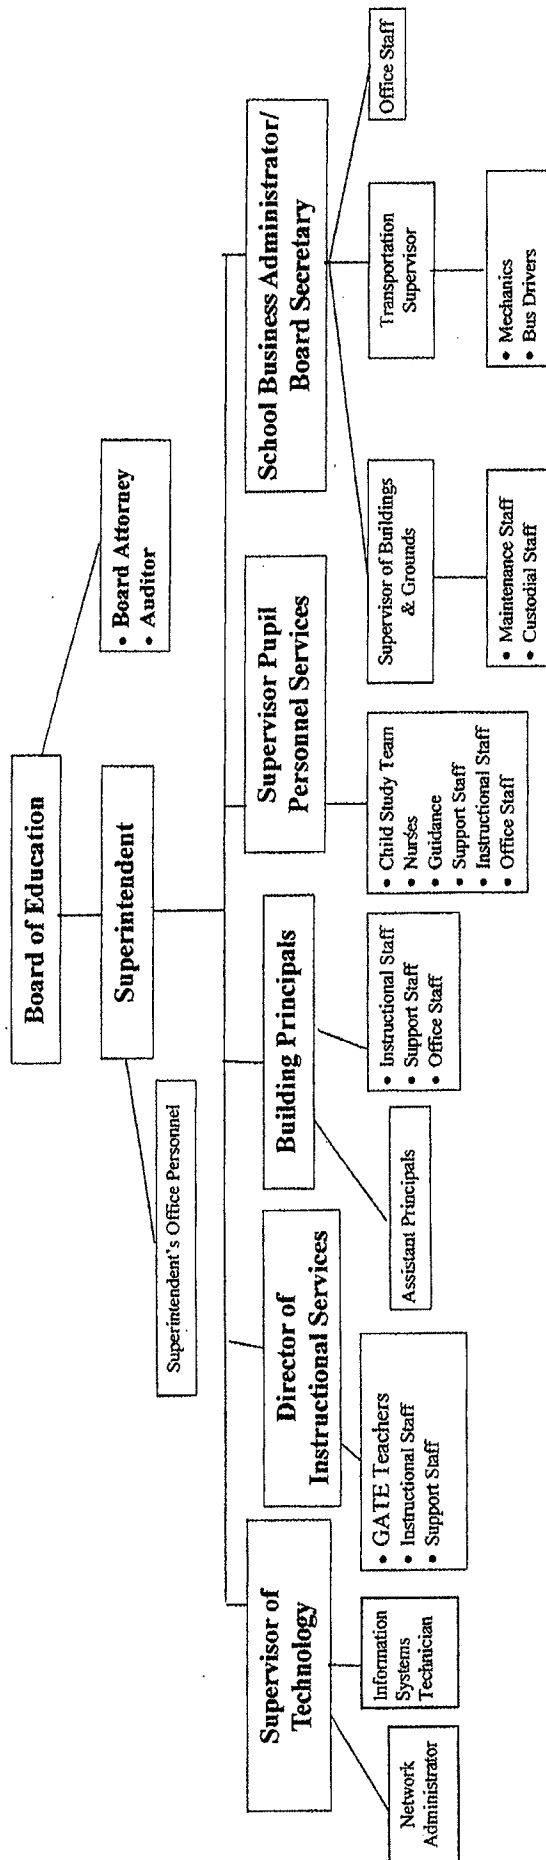 Board of Education
• Board Attorney
• Auditor
Superintendent
Superintendent's Office Personnel
Supervisor of
Technology
Director of
Instructional Services
Building Principals
Supervisor Pupil
Personnel Services
School Business Administrator/
Board Secretary
Network
Administrator
Information
Systems
Technician
• GATE Teachers
• Instructional Staff
• Support Staff
Assistant Principals
• Instructional Staff
• Support Staff
• Office Staff
• Child Study Team
• Nurses
• Guidance
• Support Staff
• Instructional Staff
• Office Staff
Supervisor of Buildings
& Grounds
Transportation
Supervisor
Office Staff
• Maintenance Staff
• Custodial Staff
• Mechanics
• Bus Drivers